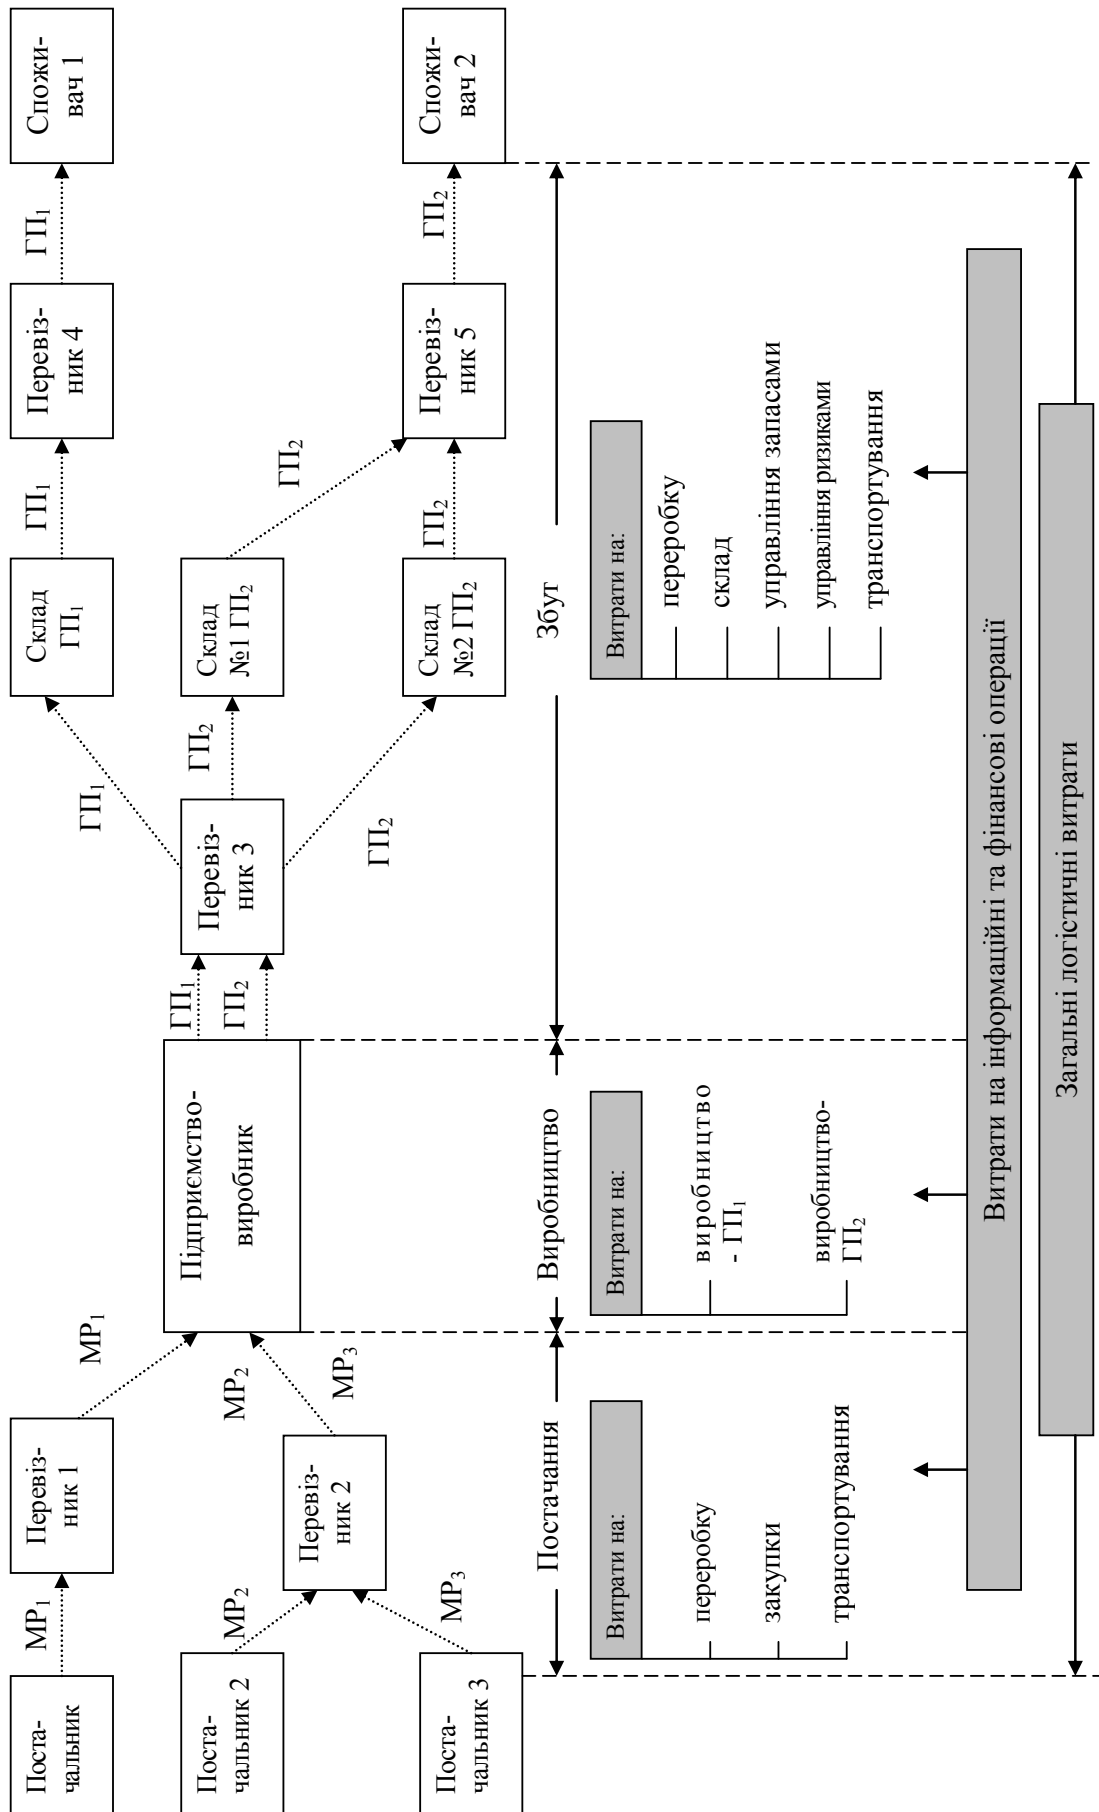 Поста-
чальник
МР1
Перевіз-
ник 1
МР1
Поста-
чальник 2
МР2
Поста-
чальник 3
МР3
Перевіз-
ник 2
МР2
МР3
Підприємство-
виробник
ГП1
ГП2
Перевіз-
ник 3
ГП1
ГП2
ГП2
Склад
ГП1
Склад
№1 ГП2
Склад
№2 ГП2
ГП1
ГП2
ГП2
Перевіз-
ник 4
Перевіз-
ник 5
ГП1
ГП2
Спожи-
вач 1
Спожи-
вач 2
Постачання
Виробництво
Збут
Витрати на:
переробку
закупки
транспортування
Витрати на:
виробництво
- ГП1
виробництво-
ГП2
Витрати на:
переробку
склад
управління запасами
управління ризиками
транспортування
Витрати на інформаційні та фінансові операції
Загальні логістичні витрати